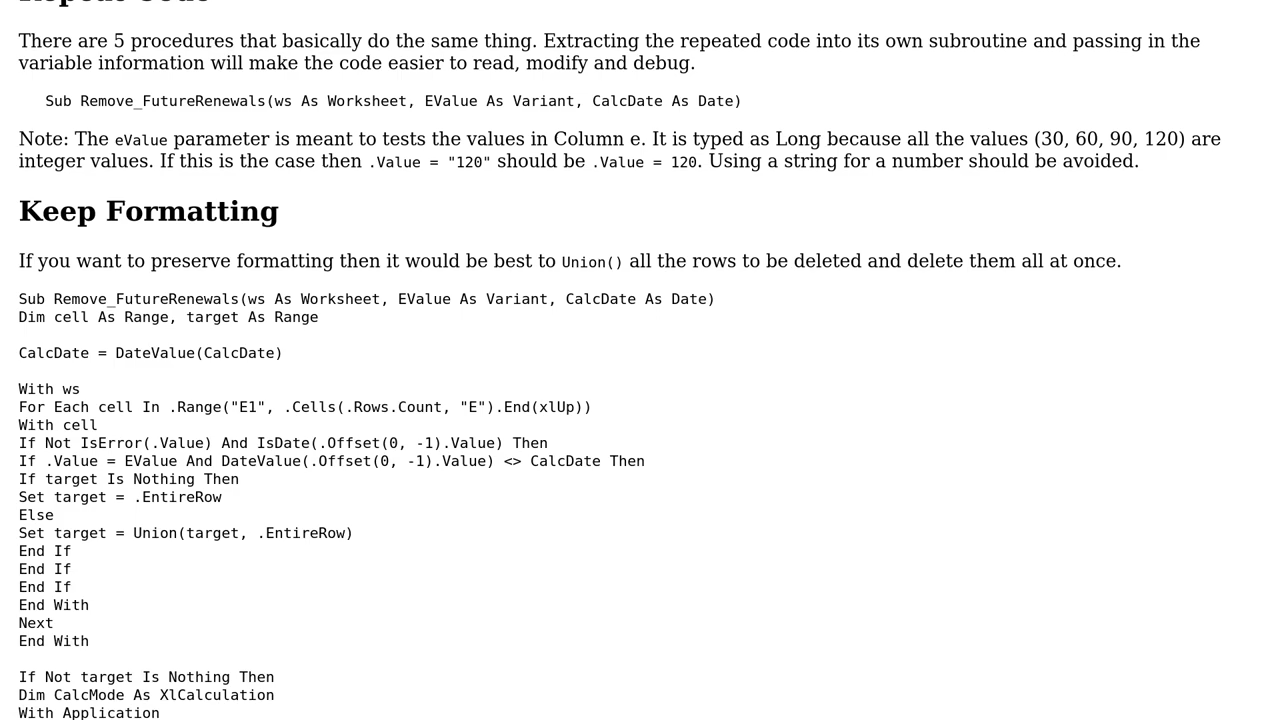 There are 5 procedures that basically do the same thing. Extracting the repeated code into its own subroutine and passing in the
variable information will make the code easier to read, modify and debug.
Sub Remove_FutureRenewals(ws As Worksheet, EValue As Variant, CalcDate As Date)
Note: The eValue parameter is meant to tests the values in Column e. It is typed as Long because all the values (30, 60, 90, 120) are
integer values. If this is the case then .Value = "120" should be .Value = 120. Using a string for a number should be avoided.
Keep Formatting
If you want to preserve formatting then it would be best to Union() all the rows to be deleted and delete them all at once.
Sub Remove_FutureRenewals(ws As Worksheet, EValue As Variant, CalcDate As Date)
Dim cell As Range, target As Range
CalcDate = DateValue(CalcDate)
With ws
For Each cell In .Range("E1", .Cells(.Rows.Count, "E").End(xlUp))
With cell
If Not IsError(.Value) And IsDate(.Offset(0, -1).Value) Then
If .Value = EValue And DateValue(.Offset(0, -1).Value) <> CalcDate Then
If target Is Nothing Then
Set target = .EntireRow
Else
Set target = Union(target, .EntireRow)
End If
End If
End If
End With
Next
End With
If Not target Is Nothing Then
Dim CalcMode As XlCalculation
With Application